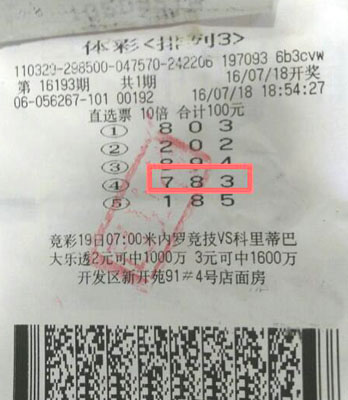 体彩<排列3>
110329-298500-047570-242206 197093 6b3cvw
第 16193期 共1期 16/07/18开奖
06-056267-101 00192 16/07/18 18:54:27
直选票 10倍 合计100元
① 8 0 3
② 2 0 2
③ 8 9 4
④ 7 8 3
⑤ 1 8 5
竞彩19日07:00米内罗竞技VS科里蒂巴
大乐透2元可中1000万 3元可中1600万
开发区新开苑91#4号店面房